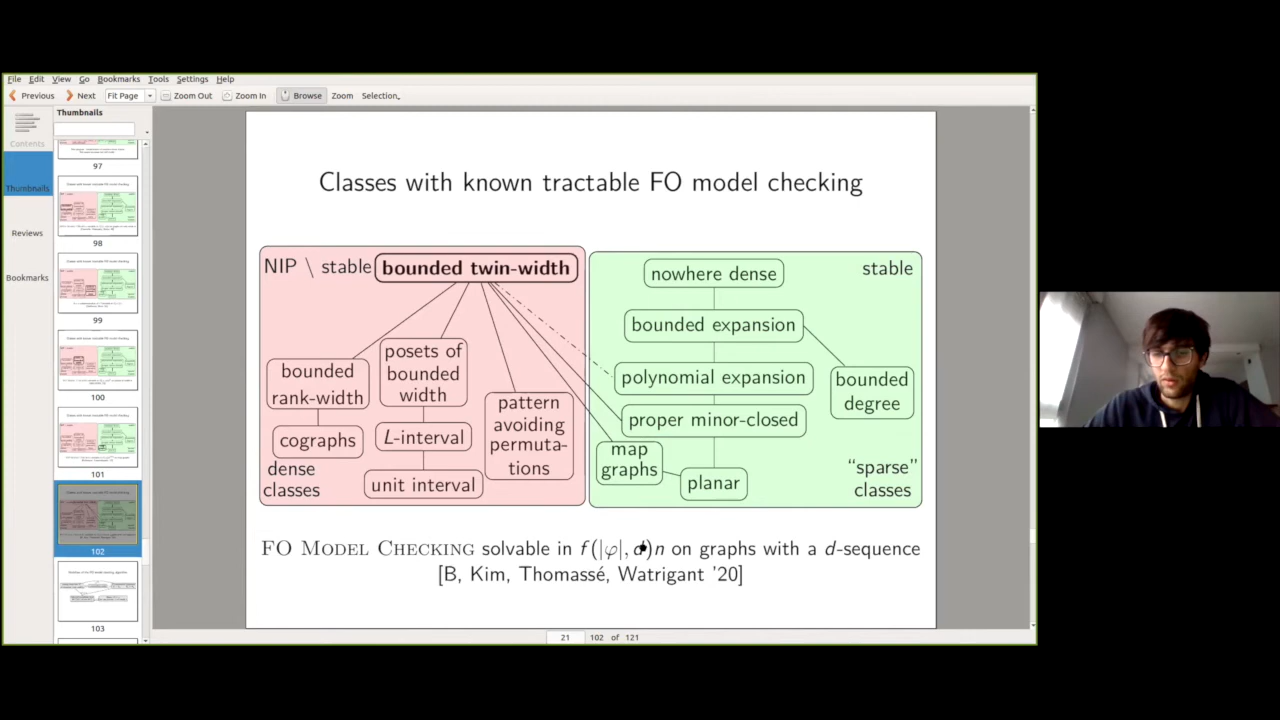 File Edit View Go Bookmarks Tools Settings Help
Previous Next Fit Page Zoom Out Zoom In Browse Zoom Selection
Thumbnails
Contents
Thumbnails
Reviews
Bookmarks
97
98
99
100
101
102
103
Classes with known tractable FO model checking
NIP \ stable
bounded twin-width
nowhere dense
stable
bounded expansion
posets of
bounded
width
bounded
rank-width
polynomial expansion
bounded
degree
pattern
avoiding
permuta-
tions
proper minor-closed
cographs
L-interval
map
graphs
dense
classes
unit interval
planar
“sparse”
classes
FO Model Checking solvable in f(|φ|, d)n on graphs with a d-sequence
[B, Kim, Thomassé, Watrigant '20]
21 102 of 121